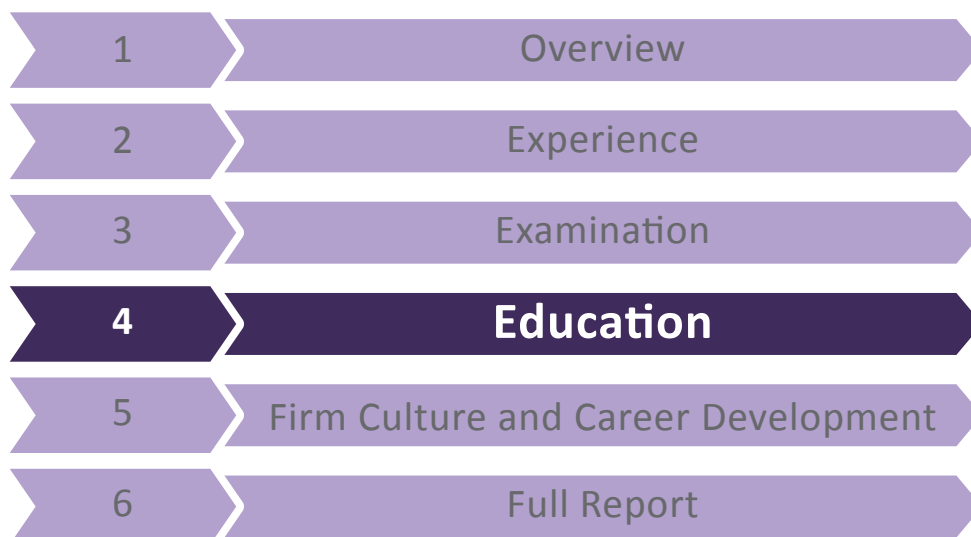 1 Overview
2 Experience
3 Examination
4 Education
5 Firm Culture and Career Development
6 Full Report